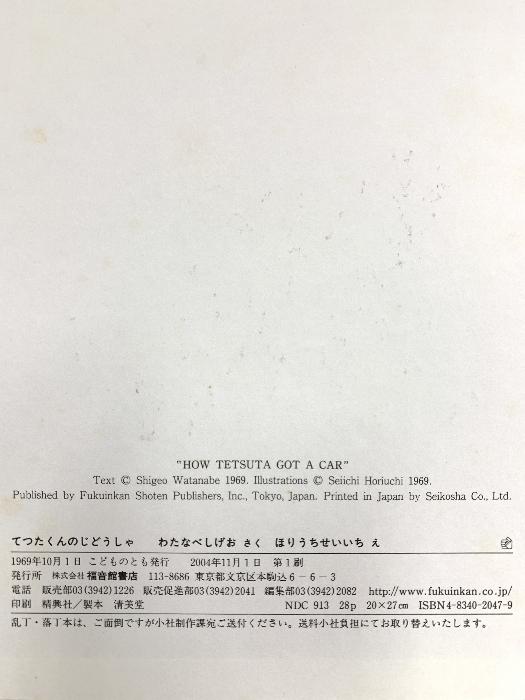 "HOW TETSUTA GOT A CAR"
Text © Shigeo Watanabe 1969. Illustrations © Seiichi Horiuchi 1969.
Published by Fukuinkan Shoten Publishers, Inc., Tokyo, Japan. Printed in Japan by Seikosha Co., Ltd.
てつたくんのじどうしゃ わたなべしげお さく ほりうちせいいち え
1969年10月1日 こどものとも発行 2004年11月1日 第1刷
発行所 株式会社 福音館書店 113-8686 東京都文京区本駒込6-6-3
電話 販売部03(3942)1226 販売促進部03(3942)2041 編集部03(3942)2082 http://www.fukuinkan.co.jp/
印刷 精興社/製本 清美堂 NDC 913 28p 20×27cm ISBN4-8340-2047-9
乱丁・落丁本は、ご面倒ですが小社制作課宛ご送付ください。送料小社負担にてお取り替えいたします。